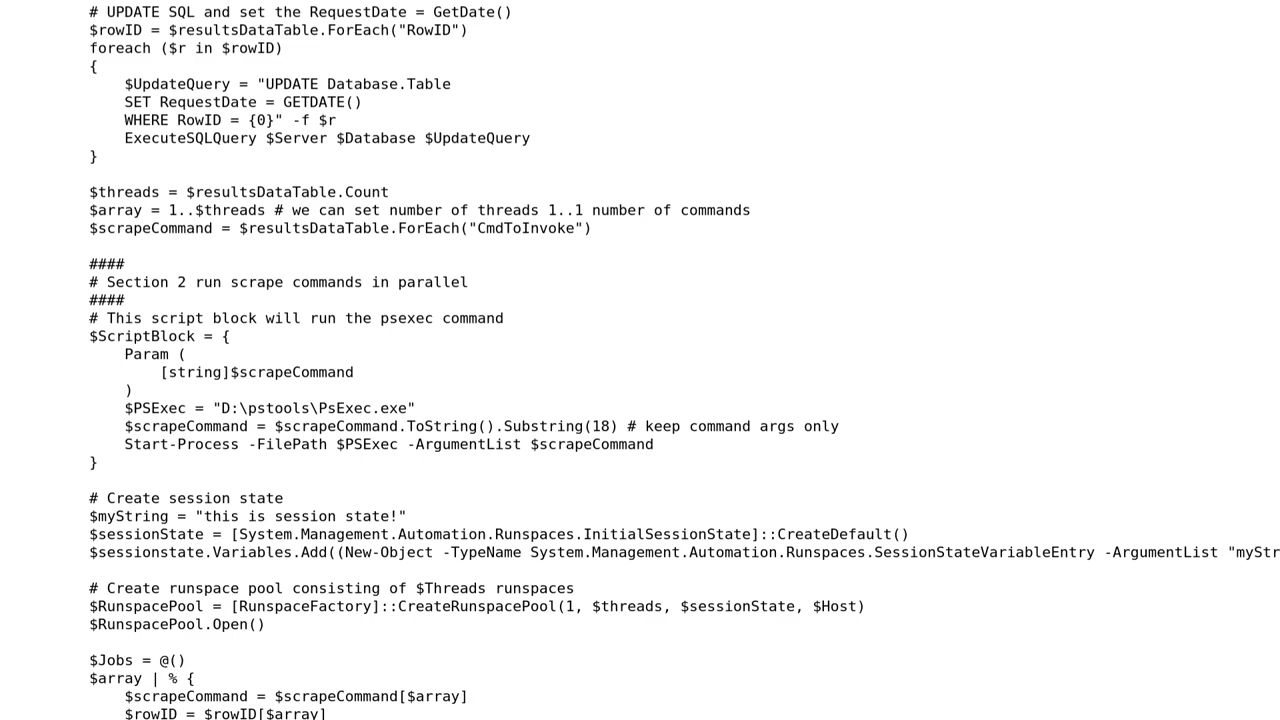 # UPDATE SQL and set the RequestDate = GetDate()
$rowID = $resultsDataTable.ForEach("RowID")
foreach ($r in $rowID)
{
    $UpdateQuery = "UPDATE Database.Table
    SET RequestDate = GETDATE()
    WHERE RowID = {0}" -f $r
    ExecuteSQLQuery $Server $Database $UpdateQuery
}

$threads = $resultsDataTable.Count
$array = 1..$threads # we can set number of threads 1..1 number of commands
$scrapeCommand = $resultsDataTable.ForEach("CmdToInvoke")

####
# Section 2 run scrape commands in parallel
####
# This script block will run the psexec command
$ScriptBlock = {
    Param (
        [string]$scrapeCommand
    )
    $PSExec = "D:\pstools\PsExec.exe"
    $scrapeCommand = $scrapeCommand.ToString().Substring(18) # keep command args only
    Start-Process -FilePath $PSExec -ArgumentList $scrapeCommand
}

# Create session state
$myString = "this is session state!"
$sessionState = [System.Management.Automation.Runspaces.InitialSessionState]::CreateDefault()
$sessionstate.Variables.Add((New-Object -TypeName System.Management.Automation.Runspaces.SessionStateVariableEntry -ArgumentList "myStr

# Create runspace pool consisting of $Threads runspaces
$RunspacePool = [RunspaceFactory]::CreateRunspacePool(1, $threads, $sessionState, $Host)
$RunspacePool.Open()

$Jobs = @()
$array | % {
    $scrapeCommand = $scrapeCommand[$array]
    $rowID = $rowID[$array]